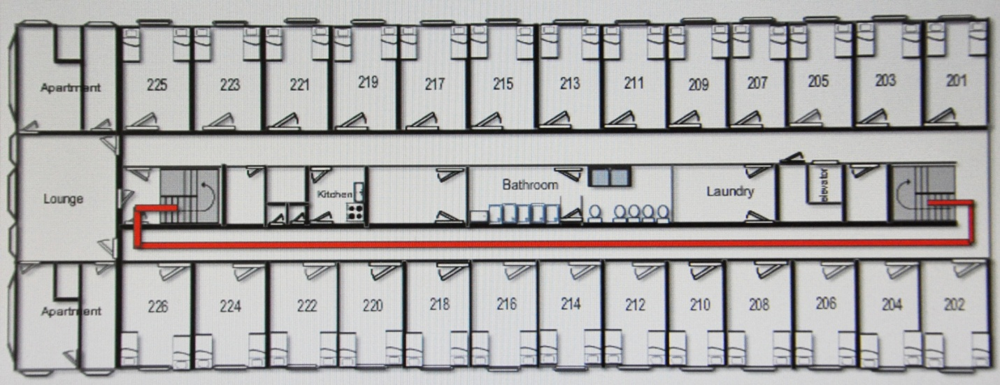 225 223 221 219 217 215 213 211 209 207 205 203 201
Apartment
Lounge
Kitchen
Bathroom
Laundry
elevator
Apartment
226 224 222 220 218 216 214 212 210 208 206 204 202